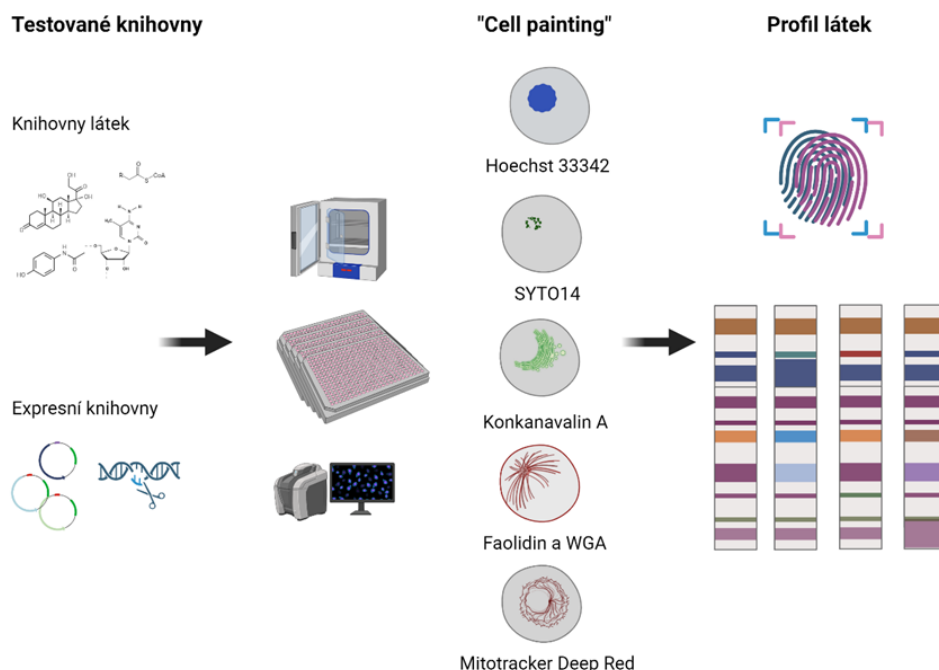 Testované knihovny
"Cell painting"
Profil látek
Knihovny látek
Hoechst 33342
SYTO14
Konkanavalin A
Expresní knihovny
Faolidin a WGA
Mitotracker Deep Red